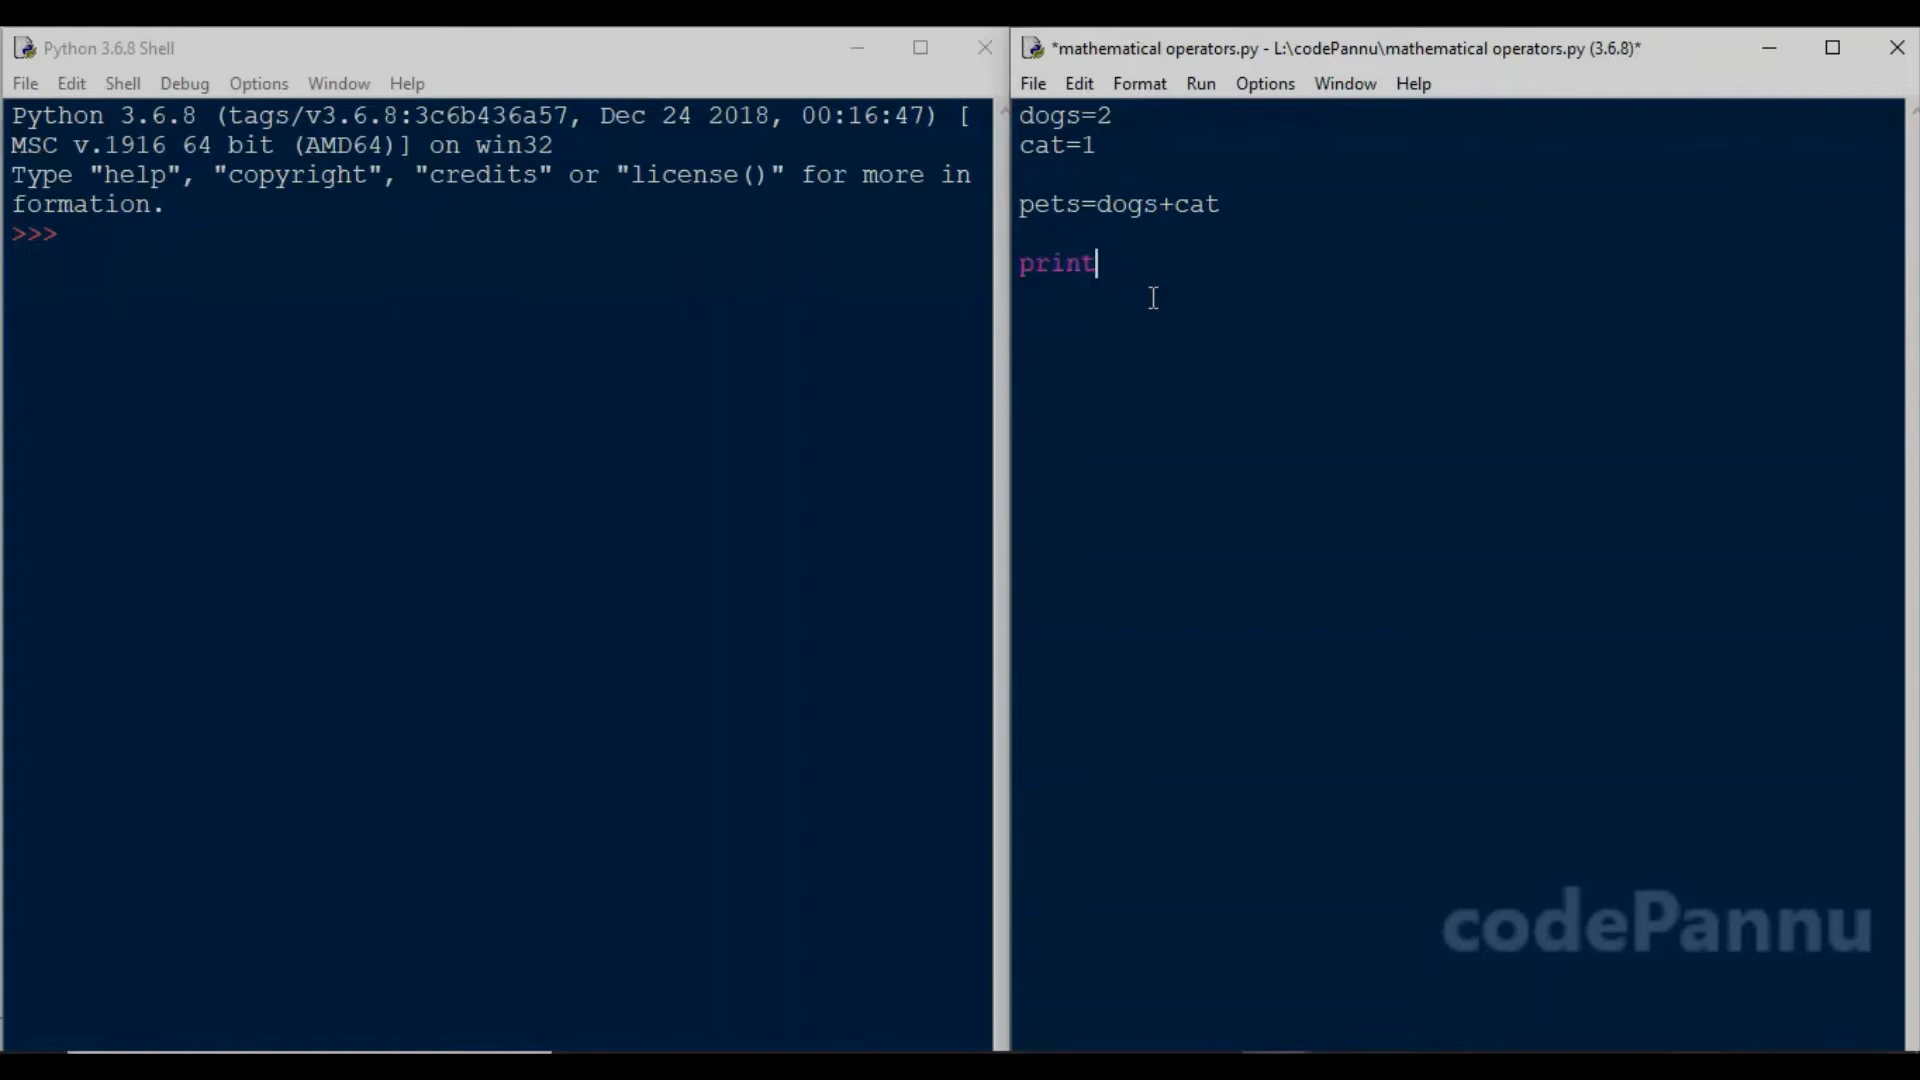 Python 3.6.8 Shell
File Edit Shell Debug Options Window Help
Python 3.6.8 (tags/v3.6.8:3c6b436a57, Dec 24 2018, 00:16:47) [
MSC v.1916 64 bit (AMD64)] on win32
Type "help", "copyright", "credits" or "license()" for more in
formation.
>>>
*mathematical operators.py - L:\codePannu\mathematical operators.py (3.6.8)*
File Edit Format Run Options Window Help
dogs=2
cat=1
pets=dogs+cat
print
codePannu